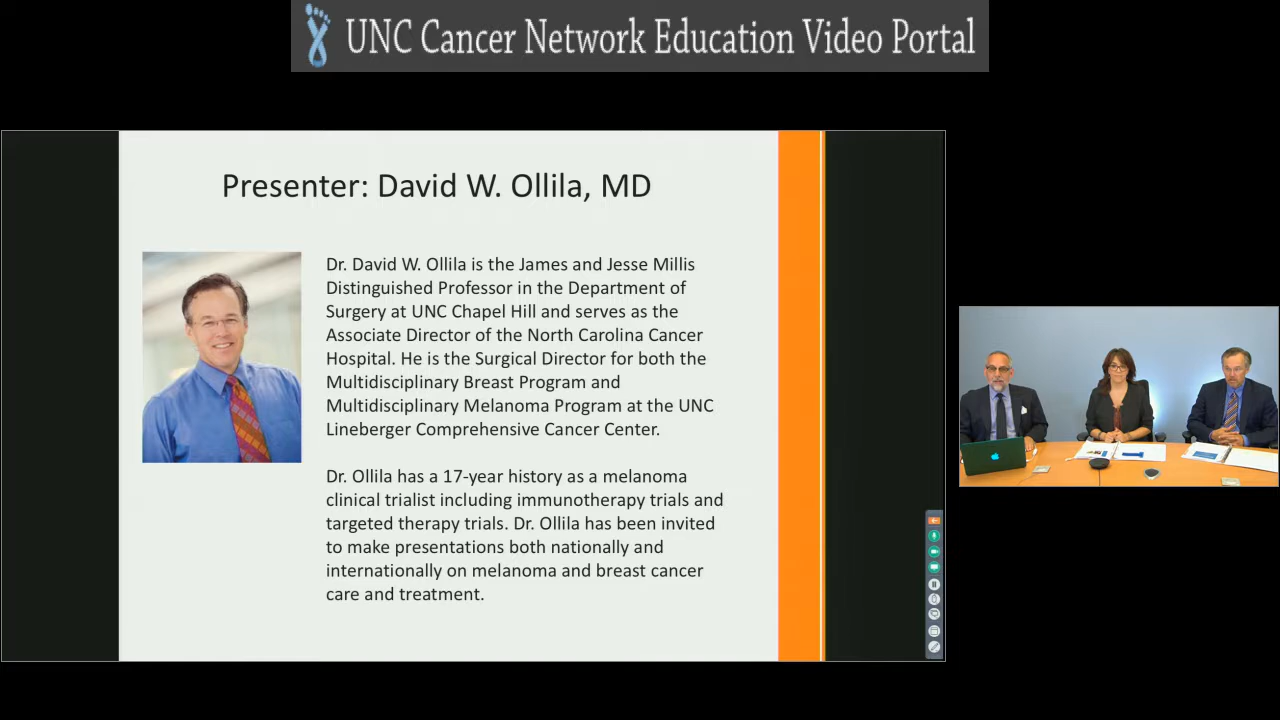 UNC Cancer Network Education Video Portal
Presenter: David W. Ollila, MD
Dr. David W. Ollila is the James and Jesse Millis
Distinguished Professor in the Department of
Surgery at UNC Chapel Hill and serves as the
Associate Director of the North Carolina Cancer
Hospital. He is the Surgical Director for both the
Multidisciplinary Breast Program and
Multidisciplinary Melanoma Program at the UNC
Lineberger Comprehensive Cancer Center.
Dr. Ollila has a 17-year history as a melanoma
clinical trialist including immunotherapy trials and
targeted therapy trials. Dr. Ollila has been invited
to make presentations both nationally and
internationally on melanoma and breast cancer
care and treatment.